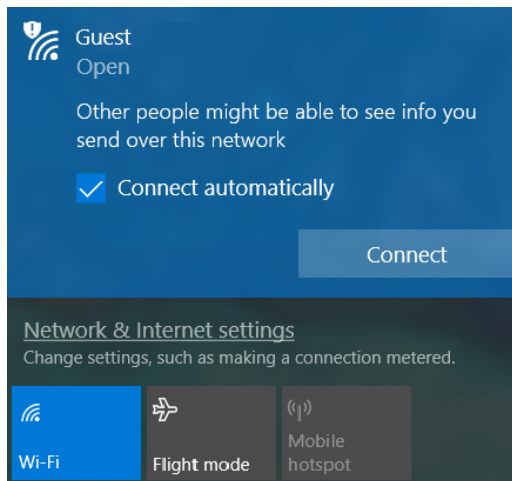 Guest
Open
Other people might be able to see info you
send over this network
Connect automatically
Connect
Network & Internet settings
Change settings, such as making a connection metered.
Wi-Fi
Flight mode
Mobile
hotspot